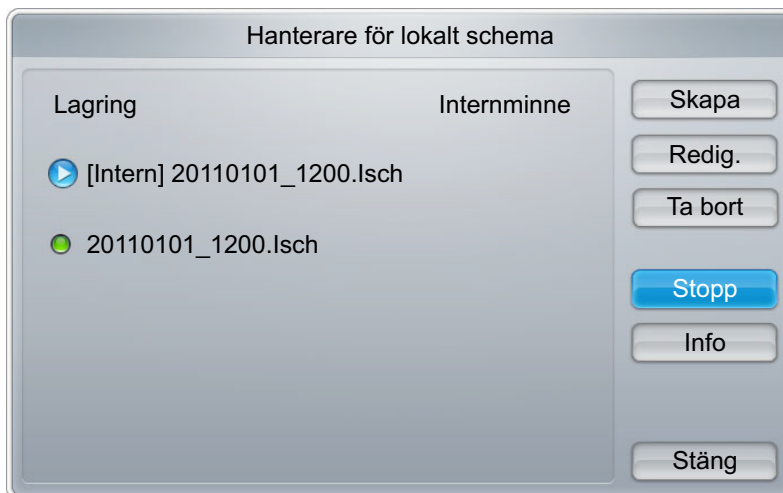 Hanterare för lokalt schema
Lagring Internminne
[Intern] 20110101_1200.lsch
20110101_1200.lsch
Skapa
Redig.
Ta bort
Stopp
Info
Stäng